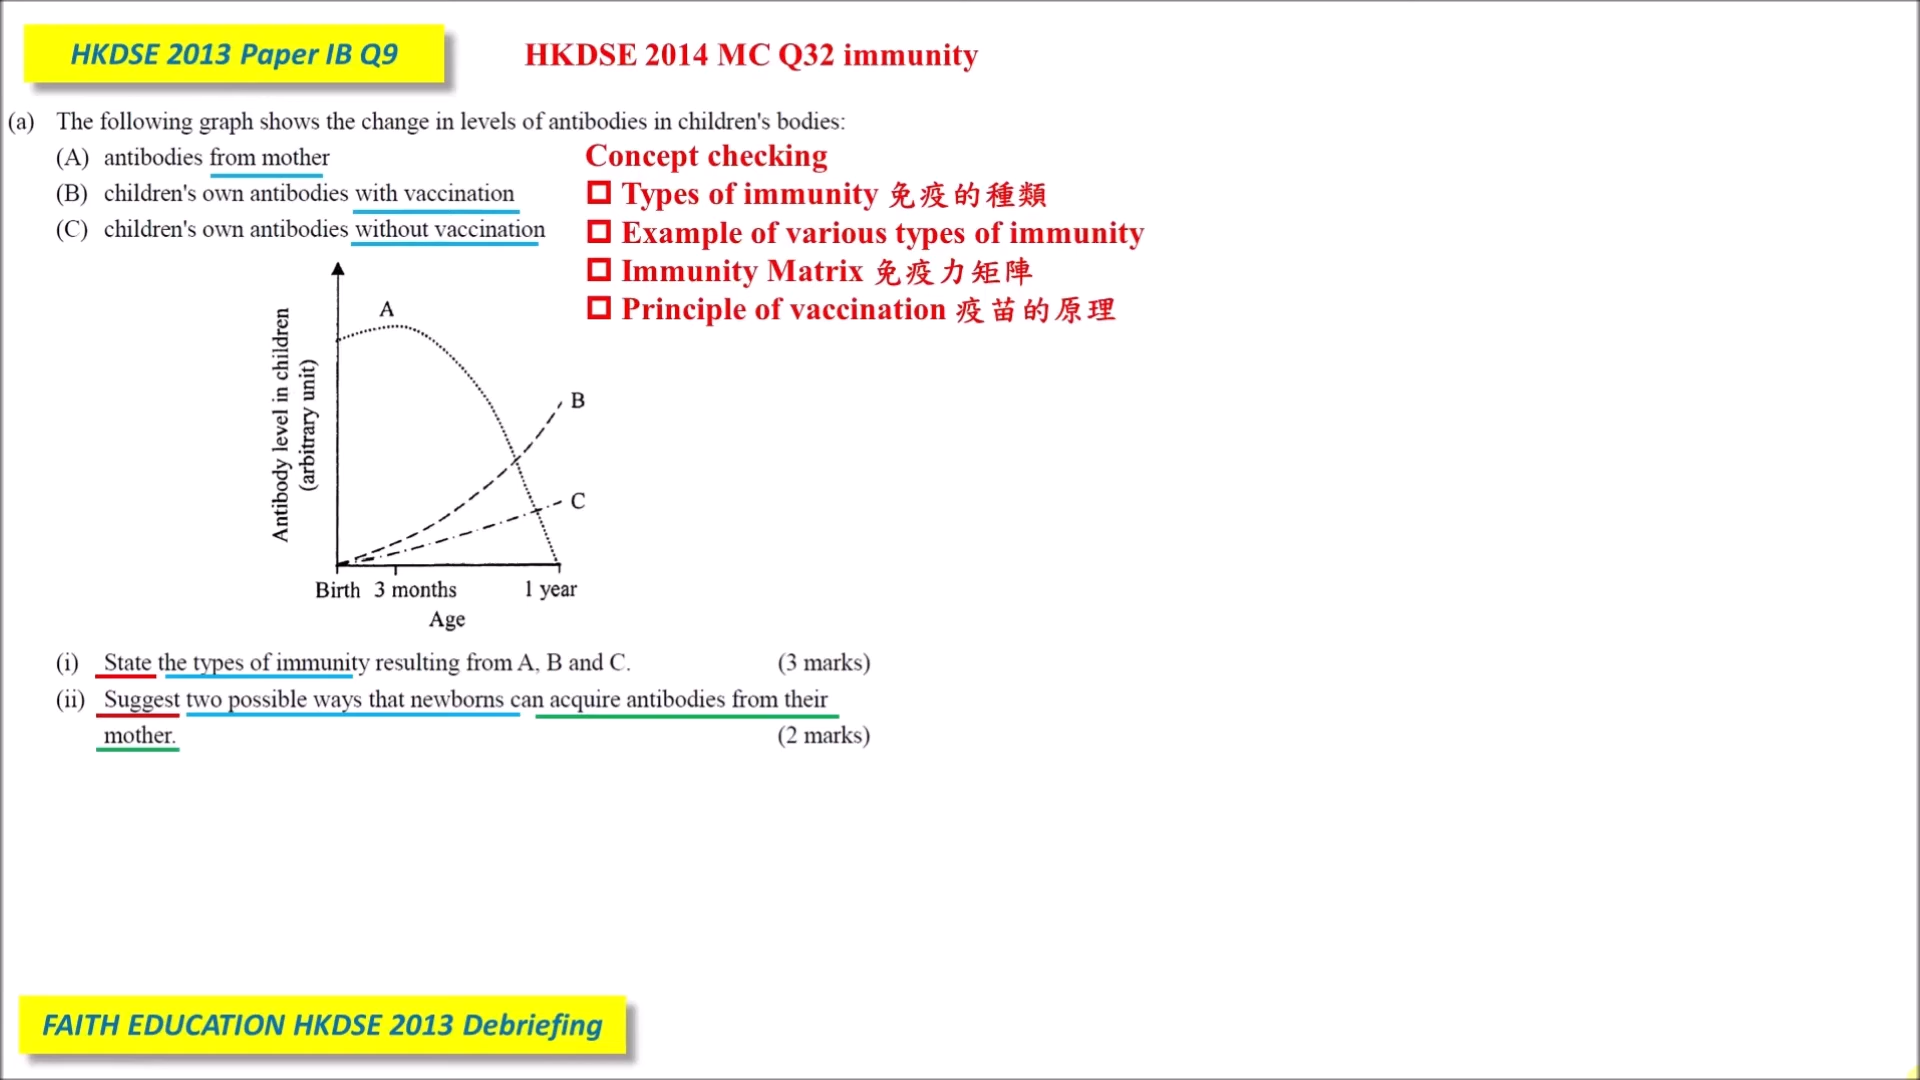 HKDSE 2013 Paper IB Q9
HKDSE 2014 MC Q32 immunity
(a) The following graph shows the change in levels of antibodies in children's bodies:
(A) antibodies from mother
(B) children's own antibodies with vaccination
(C) children's own antibodies without vaccination
Concept checking
Types of immunity 免疫的種類
Example of various types of immunity
Immunity Matrix 免疫力矩陣
Principle of vaccination 疫苗的原理
Antibody level in children
(arbitrary unit)
A
B
C
Birth 3 months 1 year
Age
(i) State the types of immunity resulting from A, B and C. (3 marks)
(ii) Suggest two possible ways that newborns can acquire antibodies from their
mother. (2 marks)
FAITH EDUCATION HKDSE 2013 Debriefing